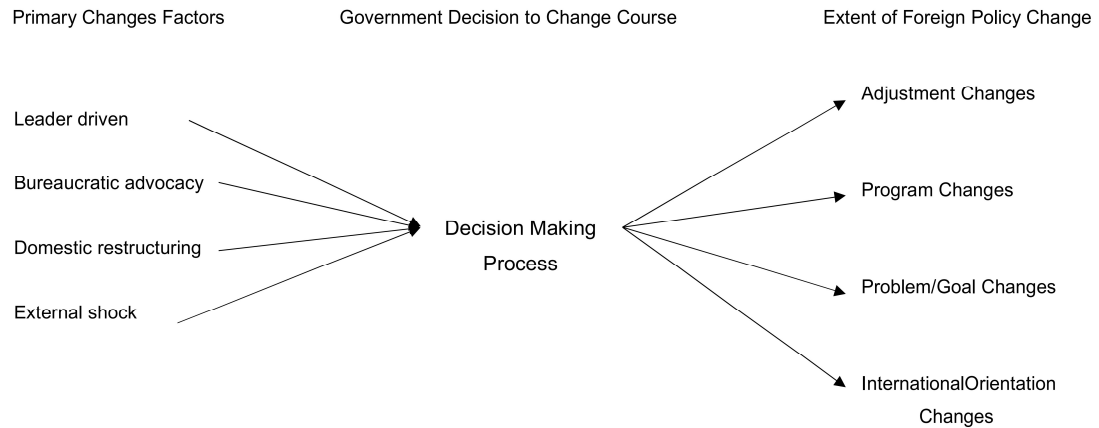 Primary Changes Factors
Government Decision to Change Course
Extent of Foreign Policy Change
Leader driven
Bureaucratic advocacy
Domestic restructuring
External shock
Decision Making
Process
Adjustment Changes
Program Changes
Problem/Goal Changes
InternationalOrientation
Changes